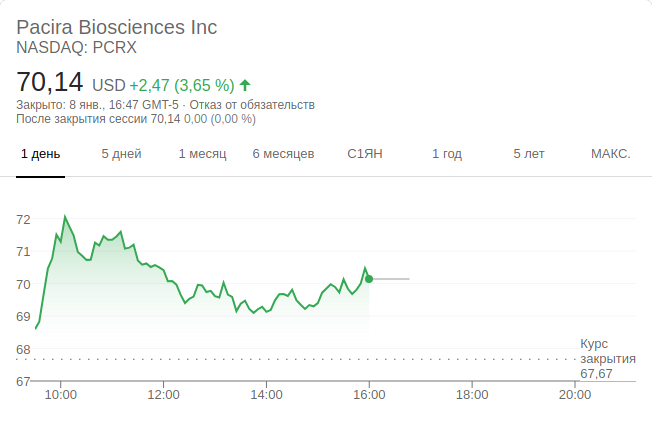 Pacira Biosciences Inc
NASDAQ: PCRX
70,14 USD +2,47 (3,65 %)
Закрыто: 8 янв., 16:47 GMT-5 · Отказ от обязательств
После закрытия сессии 70,14 0,00 (0,00 %)
1 день 5 дней 1 месяц 6 месяцев С1ЯН 1 год 5 лет МАКС.
72
71
70
69
68
Курс
закрытия
67,67
67
10:00 12:00 14:00 16:00 18:00 20:00